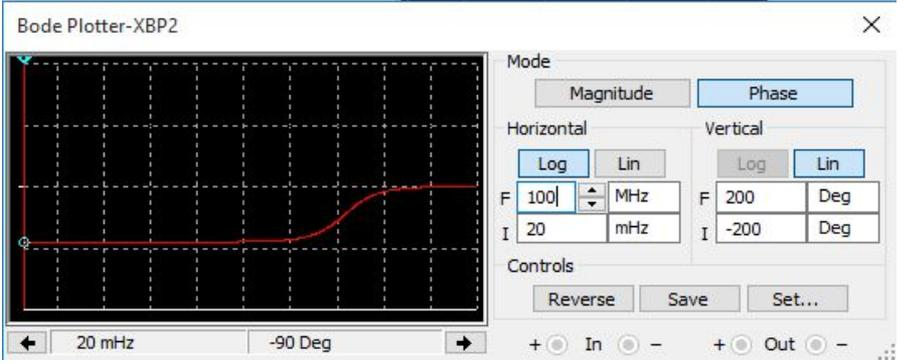 Bode Plotter-XBP2
Mode
Magnitude Phase
Horizontal Vertical
Log Lin Log Lin
F 100 MHz F 200 Deg
I 20 mHz I -200 Deg
Controls
Reverse Save Set...
20 mHz -90 Deg + In - + Out -